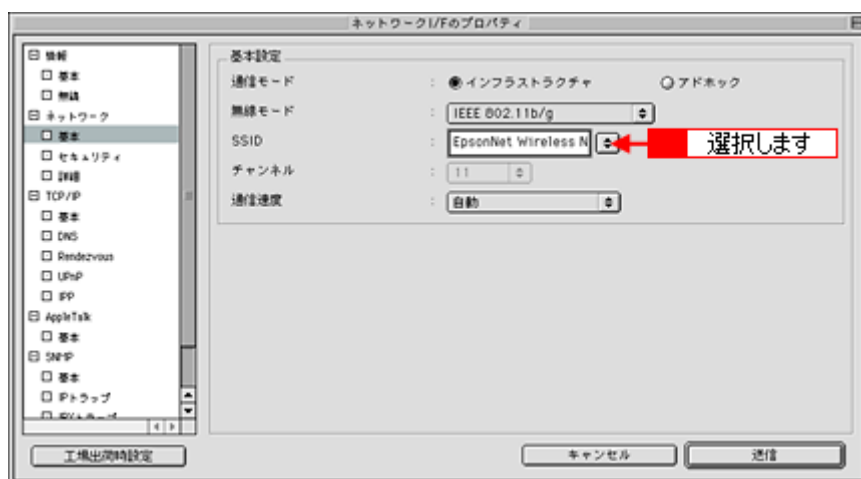 ネットワークI/Fのプロパティ
情報
基本
無線
ネットワーク
基本
セキュリティ
詳細
TCP/IP
基本
DNS
Rendezvous
UPnP
IPP
AppleTalk
基本
SNMP
基本
IPトラップ
基本設定
通信モード : インフラストラクチャ アドホック
無線モード : IEEE 802.11b/g
SSID : EpsonNet Wireless N 選択します
チャンネル : 11
通信速度 : 自動
工場出荷時設定 キャンセル 送信